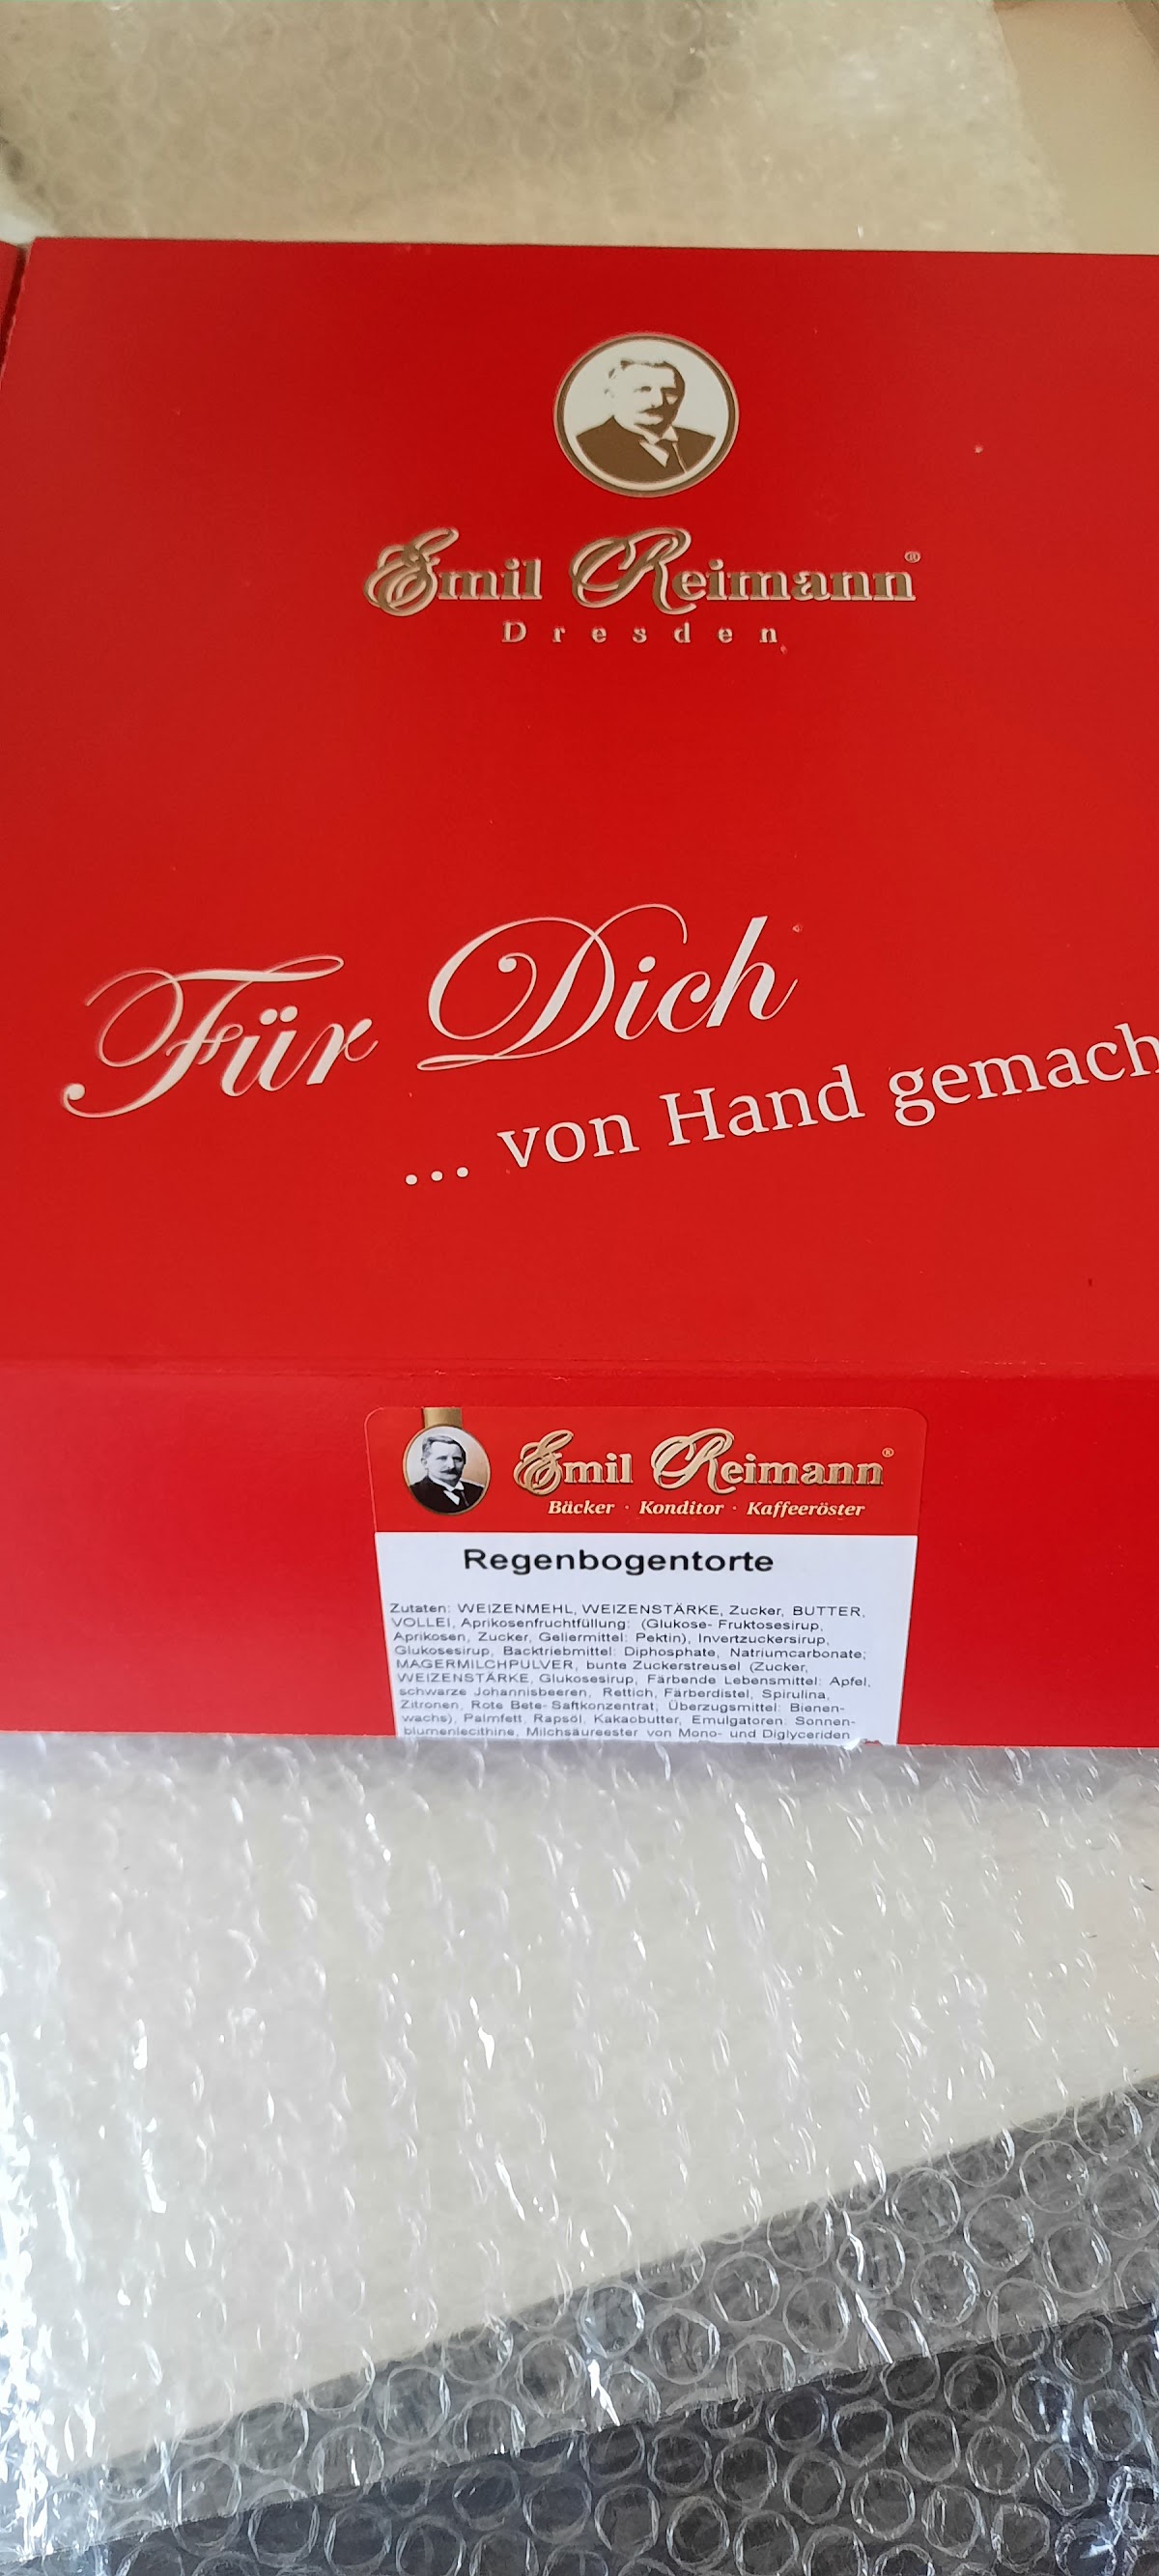 Emil Reimann®
Dresden
Für Dich
... von Hand gemach
Emil Reimann®
Bäcker · Konditor · Kaffeeröster
Regenbogentorte
Zutaten: WEIZENMEHL, WEIZENSTÄRKE, Zucker, BUTTER,
VOLLEI, Aprikosenfruchtfüllung: (Glukose- Fruktosesirup,
Aprikosen, Zucker, Geliermittel: Pektin), Invertzuckersirup,
Glukosesirup, Backtriebmittel: Diphosphate, Natriumcarbonate;
MAGERMILCHPULVER, bunte Zuckerstreusel (Zucker,
WEIZENSTÄRKE, Glukosesirup, Färbende Lebensmittel: Apfel,
schwarze Johannisbeeren, Rettich, Färberdistel, Spirulina,
Zitronen, Rote Bete- Saftkonzentrat, Überzugsmittel: Bienen-
wachs), Palmfett, Rapsöl, Kakaobutter, Emulgatoren: Sonnen-
blumenlecithine, Milchsäureester von Mono- und Diglyceriden